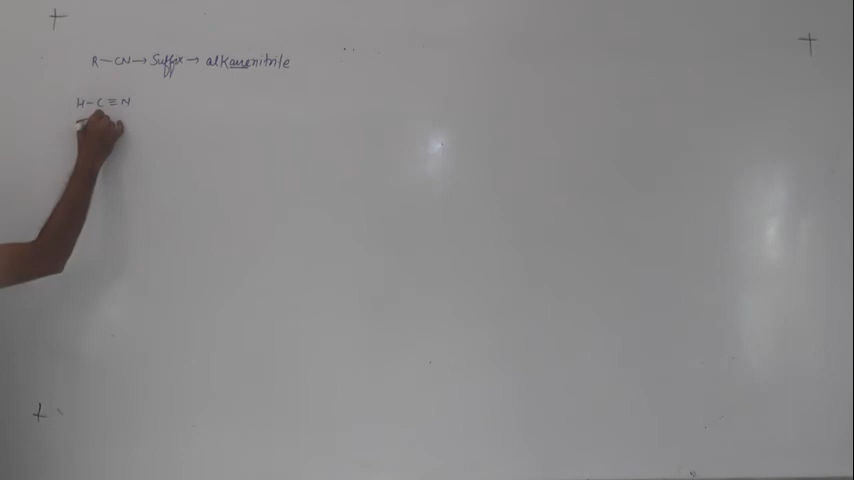 R-CN→ Suffix → alkanenitrile
H-C≡N